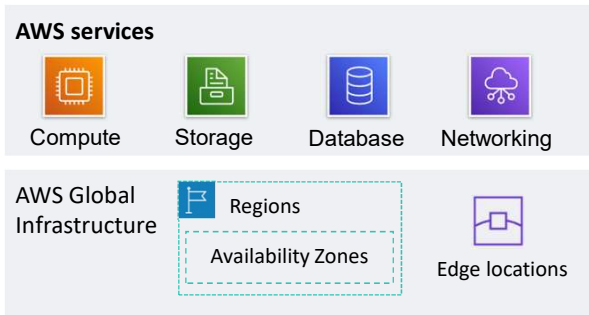 AWS services
Compute
Storage
Database
Networking
AWS Global
Infrastructure
Regions
Availability Zones
Edge locations